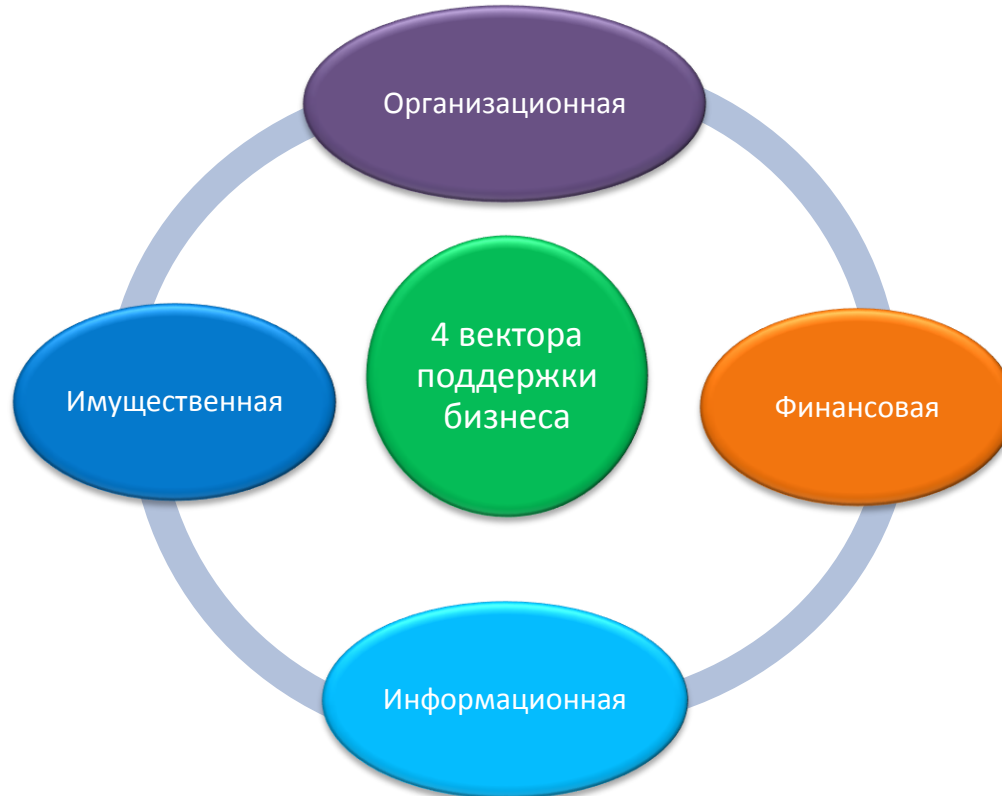 Организационная
4 вектора
поддержки
бизнеса
Имущественная
Финансовая
Информационная